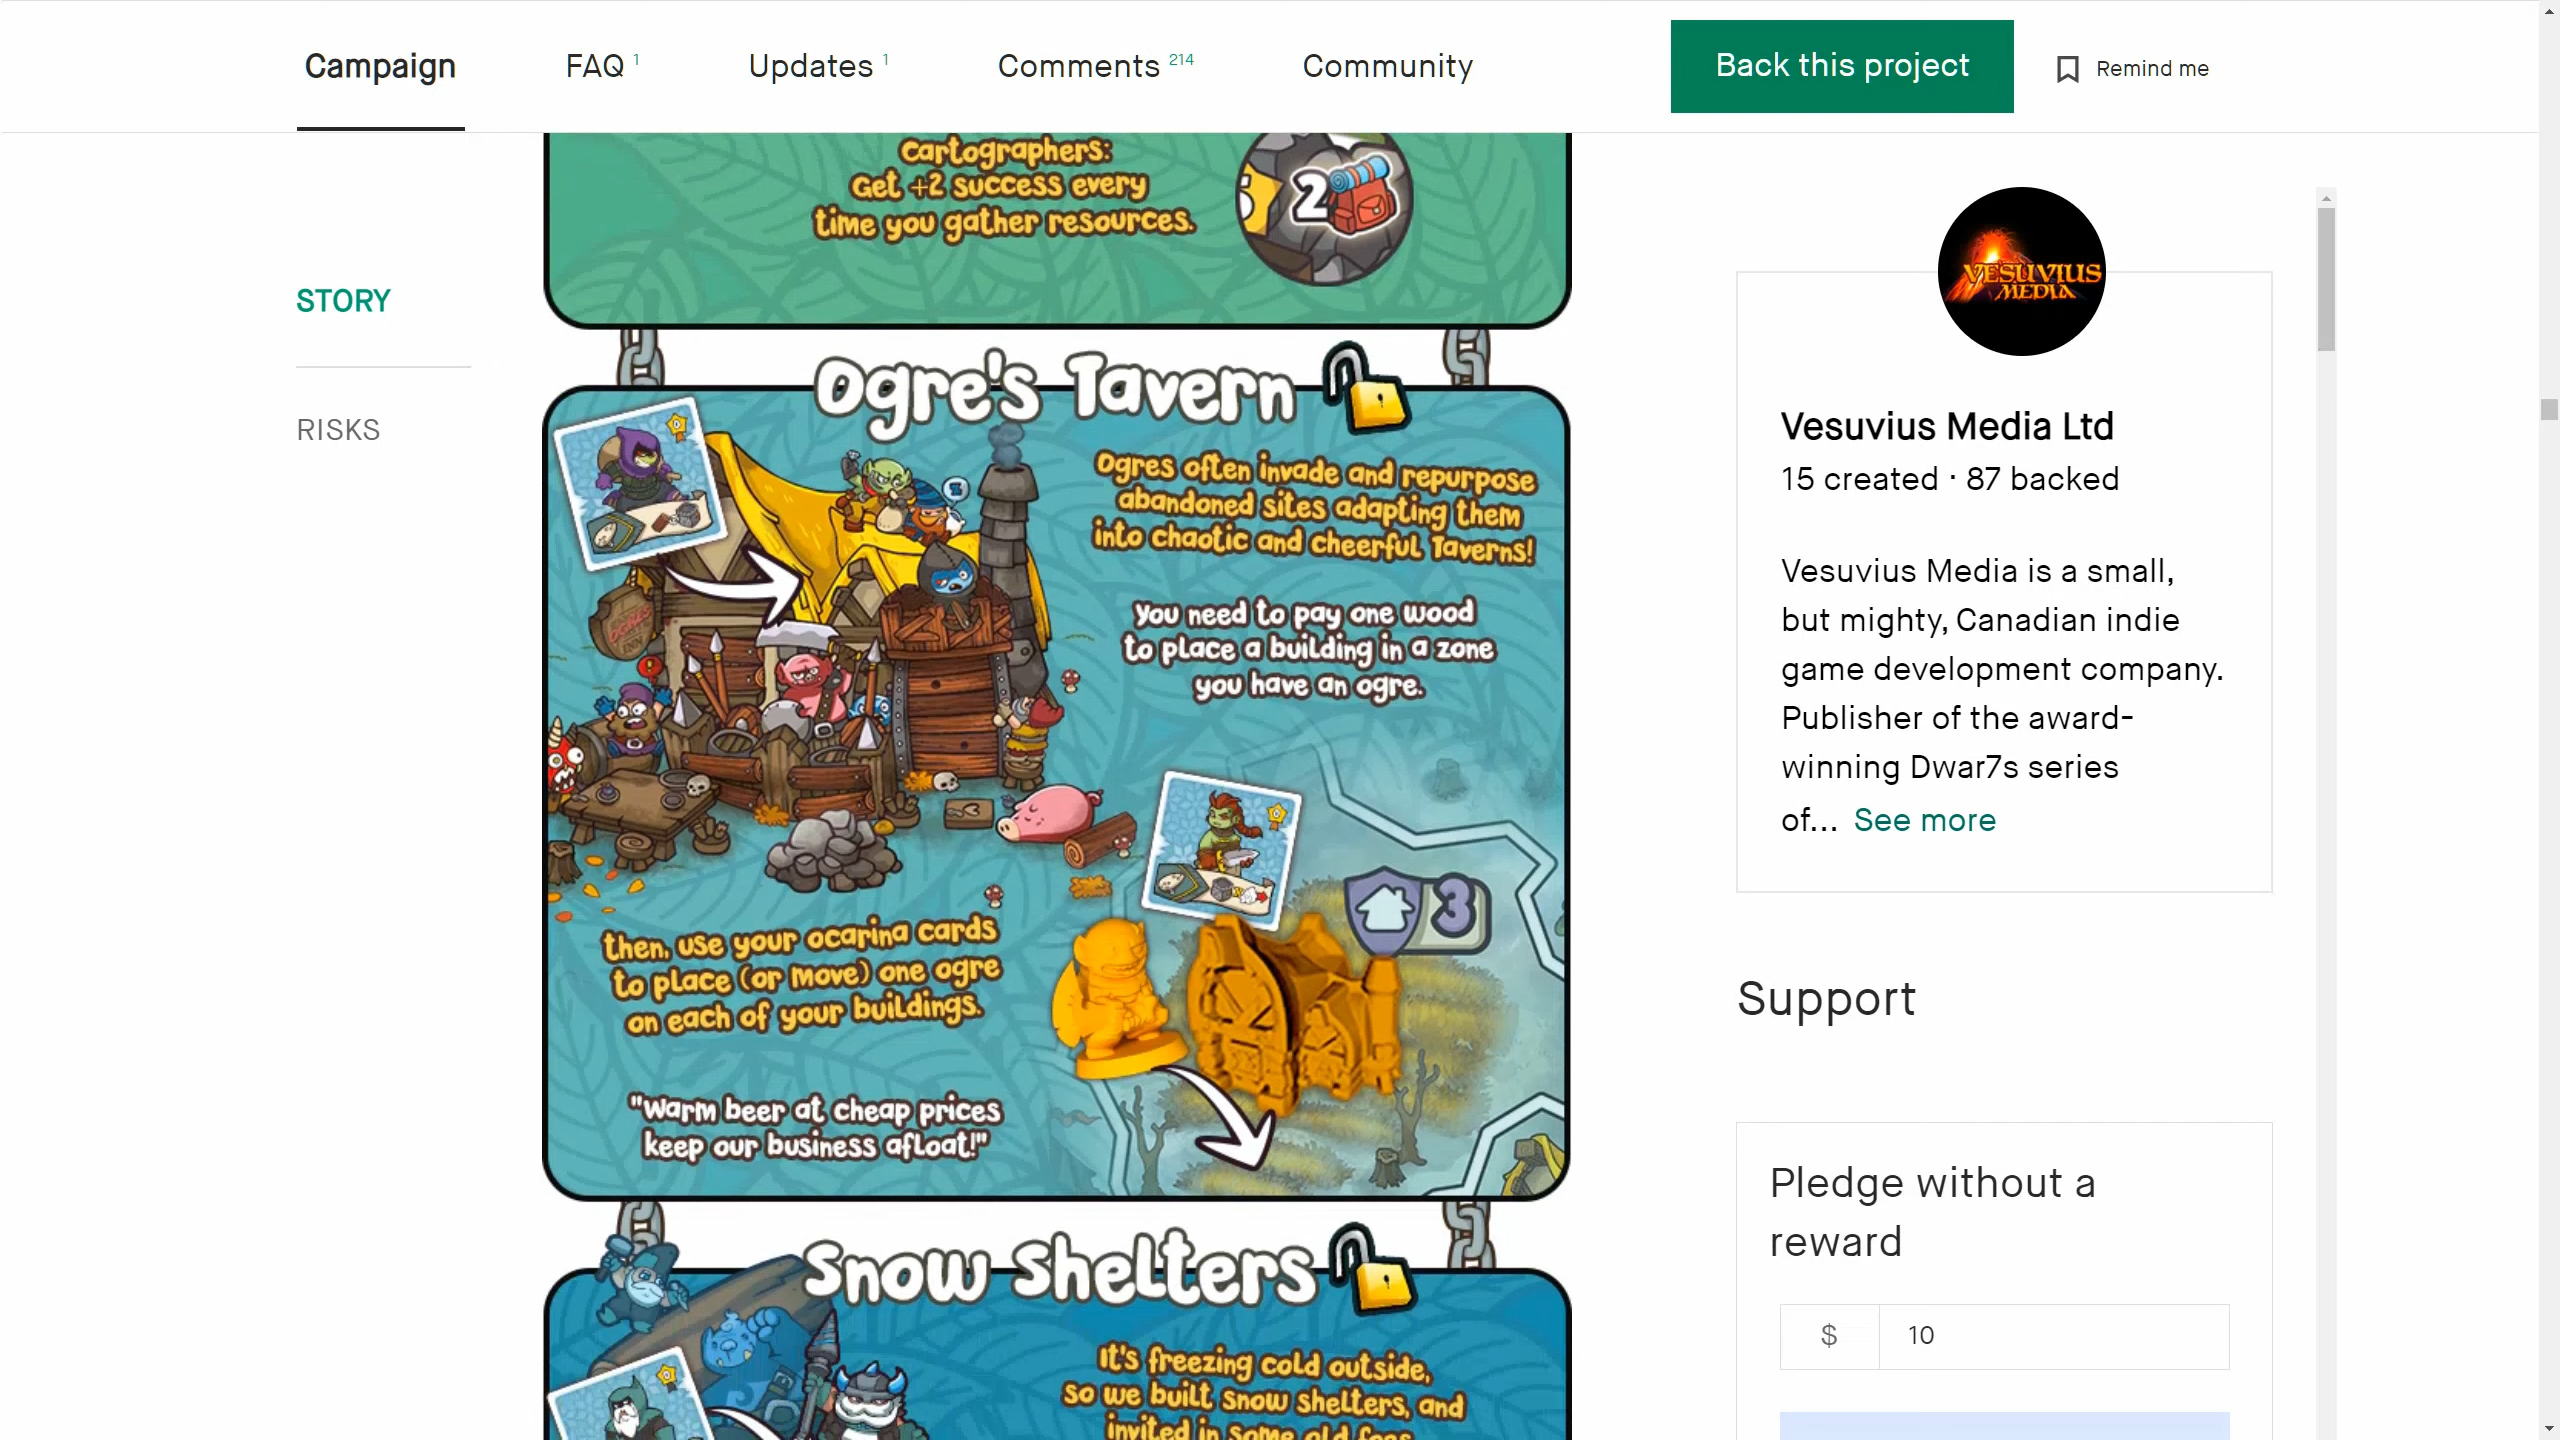 Campaign
FAQ 1
Updates 1
Comments 214
Community
Back this project
Remind me
STORY
RISKS
Cartographers:
Get +2 success every
time you gather resources.
2
Ogre's Tavern
Ogres often invade and repurpose
abandoned sites adapting them
into chaotic and cheerful Taverns!
You need to pay one wood
to place a building in a zone
you have an ogre.
3
then, use your ocarina cards
to place (or move) one ogre
on each of your buildings.
"Warm beer at cheap prices
keep our business afloat!"
Snow Shelters
It's freezing cold outside,
so we built snow shelters, and
invited in some old foes
VESUVIUS
MEDIA
Vesuvius Media Ltd
15 created · 87 backed
Vesuvius Media is a small,
but mighty, Canadian indie
game development company.
Publisher of the award-
winning Dwar7s series
of... See more
Support
Pledge without a
reward
$ 10